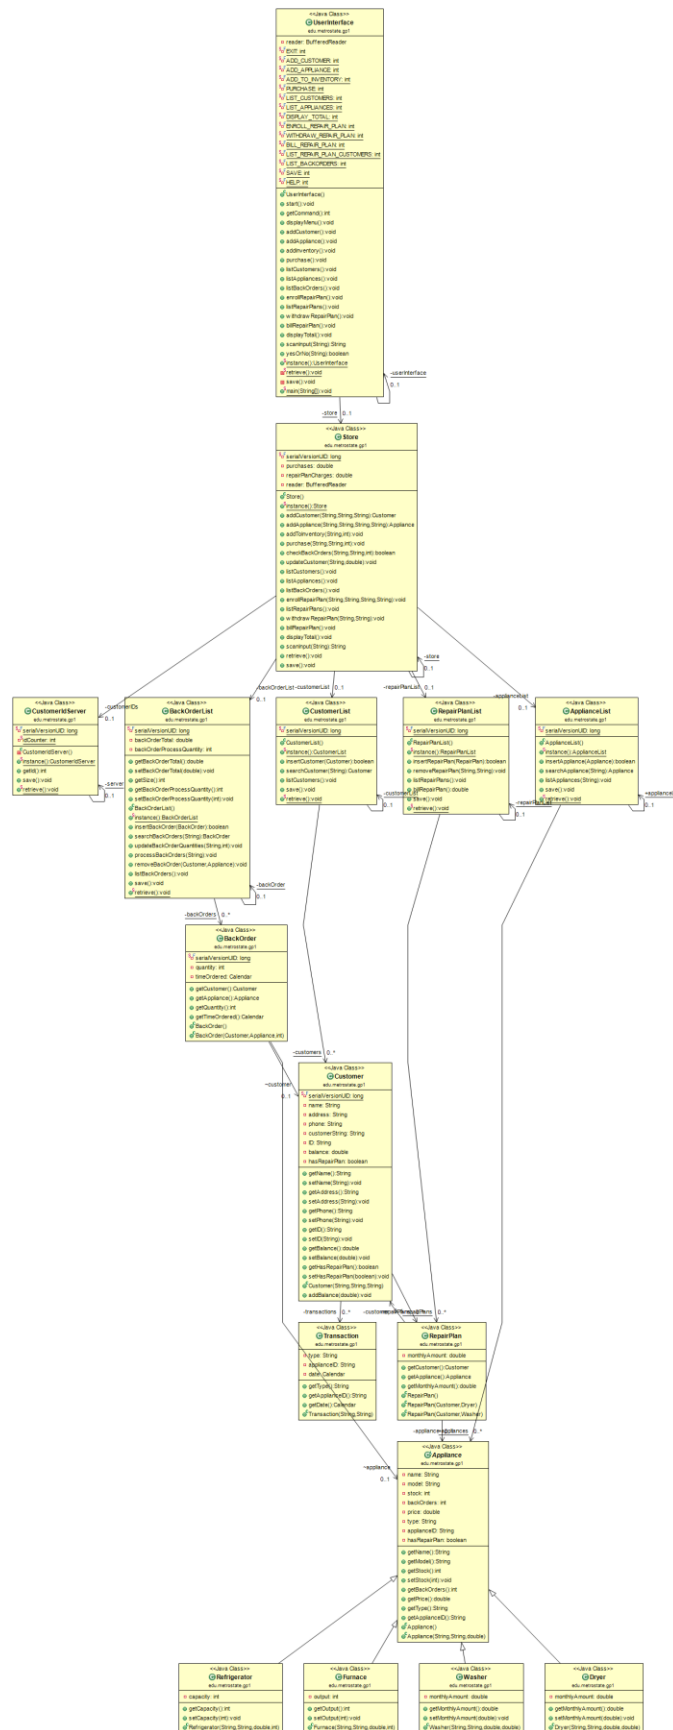 <<Java Class>>
UserInterface
edu.metrostate.gp1
reader: BufferedReader
EXIT: int
ADD_CUSTOMER: int
ADD_APPLIANCE: int
ADD_TO_INVENTORY: int
PURCHASE: int
LIST_CUSTOMERS: int
LIST_APPLIANCES: int
DISPLAY_TOTAL: int
ENROLL_REPAIR_PLAN: int
WITHDRAW_REPAIR_PLAN: int
BILL_REPAIR_PLAN: int
LIST_REPAIR_PLAN_CUSTOMERS: int
LIST_BACKORDERS: int
SAVE: int
HELP: int
UserInterface()
start():void
getCommand():int
displayMenu():void
addCustomer():void
addAppliance():void
addInventory():void
purchase():void
listCustomers():void
listAppliances():void
listBackOrders():void
enrollRepairPlan():void
listRepairPlans():void
withdrawRepairPlan():void
billRepairPlan():void
displayTotal():void
scanInput(String):String
yesOrNo(String):boolean
instance():UserInterface
retrieve():void
save():void
main(String[]):void
-userInterface
0..1
-store 0..1
<<Java Class>>
Store
edu.metrostate.gp1
serialVersionUID: long
purchases: double
repairPlanCharges: double
reader: BufferedReader
Store()
instance():Store
addCustomer(String,String,String):Customer
addAppliance(String,String,String,String):Appliance
addToInventory(String,int):void
purchase(String,String,int):void
checkBackOrders(String,String,int):boolean
updateCustomer(String,double):void
listCustomers():void
listAppliances():void
listBackOrders():void
enrollRepairPlan(String,String,String,String):void
listRepairPlans():void
withdrawRepairPlan(String,String):void
billRepairPlan():void
displayTotal():void
scanInput(String):String
retrieve():void
save():void
-store
0..1
-customerIDs
0..1
-backOrderList
0..1
-customerList
0..1
-repairPlanList
0..1
-applianceList
0..1
<<Java Class>>
CustomerIdServer
edu.metrostate.gp1
serialVersionUID: long
idCounter: int
CustomerIdServer()
instance():CustomerIdServer
getId():int
save():void
retrieve():void
-server
0..1
<<Java Class>>
BackOrderList
edu.metrostate.gp1
serialVersionUID: long
backOrderTotal: double
backOrderProcessQuantity: int
getBackOrderTotal():double
setBackOrderTotal(double):void
getSize():int
getBackOrderProcessQuantity():int
setBackOrderProcessQuantity(int):void
BackOrderList()
instance():BackOrderList
insertBackOrder(BackOrder):boolean
searchBackOrders(String):BackOrder
updateBackOrderQuantities(String,int):void
processBackOrders(String):void
removeBackOrder(Customer,Appliance):void
listBackOrders():void
save():void
retrieve():void
-backOrder
0..1
<<Java Class>>
CustomerList
edu.metrostate.gp1
serialVersionUID: long
CustomerList()
instance():CustomerList
insertCustomer(Customer):boolean
searchCustomer(String):Customer
listCustomers():void
save():void
retrieve():void
-customerList
0..1
<<Java Class>>
RepairPlanList
edu.metrostate.gp1
serialVersionUID: long
RepairPlanList()
instance():RepairPlanList
insertRepairPlan(RepairPlan):boolean
removeRepairPlan(String,String):void
listRepairPlans():void
billRepairPlan():double
save():void
retrieve():void
-repairPlanList
0..1
<<Java Class>>
ApplianceList
edu.metrostate.gp1
serialVersionUID: long
ApplianceList()
instance():ApplianceList
insertAppliance(Appliance):boolean
searchAppliance(String):Appliance
listAppliances(String):void
save():void
retrieve():void
0..1
-backOrders 0..*
<<Java Class>>
BackOrder
edu.metrostate.gp1
serialVersionUID: long
quantity: int
timeOrdered: Calendar
getCustomer():Customer
getAppliance():Appliance
getQuantity():int
getTimeOrdered():Calendar
BackOrder()
BackOrder(Customer,Appliance,int)
-customers 0..*
~customer
0..1
<<Java Class>>
Customer
edu.metrostate.gp1
serialVersionUID: long
name: String
address: String
phone: String
customerString: String
ID: String
balance: double
hasRepairPlan: boolean
getName():String
setName(String):void
getAddress():String
setAddress(String):void
getPhone():String
setPhone(String):void
getID():String
setID(String):void
getBalance():double
setBalance(double):void
getHasRepairPlan():boolean
setHasRepairPlan(boolean):void
Customer(String,String,String)
addBalance(double):void
-transactions 0..*
0..*
<<Java Class>>
Transaction
edu.metrostate.gp1
type: String
applianceID: String
date: Calendar
getType():String
getApplianceID():String
getDate():Calendar
Transaction(String,String)
<<Java Class>>
RepairPlan
edu.metrostate.gp1
monthlyAmount: double
getCustomer():Customer
getAppliance():Appliance
getMonthlyAmount():double
RepairPlan()
RepairPlan(Customer,Dryer)
RepairPlan(Customer,Washer)
0..*
~appliance
0..1
<<Java Class>>
Appliance
edu.metrostate.gp1
name: String
model: String
stock: int
backOrders: int
price: double
type: String
applianceID: String
hasRepairPlan: boolean
getName():String
getModel():String
getStock():int
setStock(int):void
getBackOrders():int
getPrice():double
getType():String
getApplianceID():String
Appliance()
Appliance(String,String,double)
<<Java Class>>
Refrigerator
edu.metrostate.gp1
capacity: int
getCapacity():int
setCapacity(int):void
Refrigerator(String,String,double,int)
<<Java Class>>
Furnace
edu.metrostate.gp1
output: int
getOutput():int
setOutput(int):void
Furnace(String,String,double,int)
<<Java Class>>
Washer
edu.metrostate.gp1
monthlyAmount: double
getMonthlyAmount():double
setMonthlyAmount(double):void
Washer(String,String,double,double)
<<Java Class>>
Dryer
edu.metrostate.gp1
monthlyAmount: double
getMonthlyAmount():double
setMonthlyAmount(double):void
Dryer(String,String,double,double)